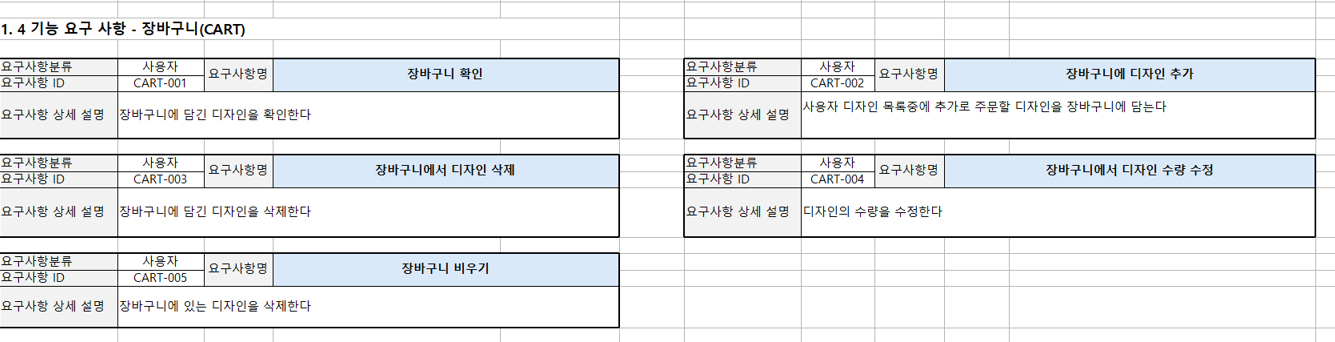 1. 4 기능 요구 사항 - 장바구니(CART)
요구사항분류 사용자 요구사항명 장바구니 확인
요구사항 ID CART-001
요구사항 상세 설명 장바구니에 담긴 디자인을 확인한다
요구사항분류 사용자 요구사항명 장바구니에 디자인 추가
요구사항 ID CART-002
요구사항 상세 설명 사용자 디자인 목록중에 추가로 주문할 디자인을 장바구니에 담는다
요구사항분류 사용자 요구사항명 장바구니에서 디자인 삭제
요구사항 ID CART-003
요구사항 상세 설명 장바구니에 담긴 디자인을 삭제한다
요구사항분류 사용자 요구사항명 장바구니에서 디자인 수량 수정
요구사항 ID CART-004
요구사항 상세 설명 디자인의 수량을 수정한다
요구사항분류 사용자 요구사항명 장바구니 비우기
요구사항 ID CART-005
요구사항 상세 설명 장바구니에 있는 디자인을 삭제한다